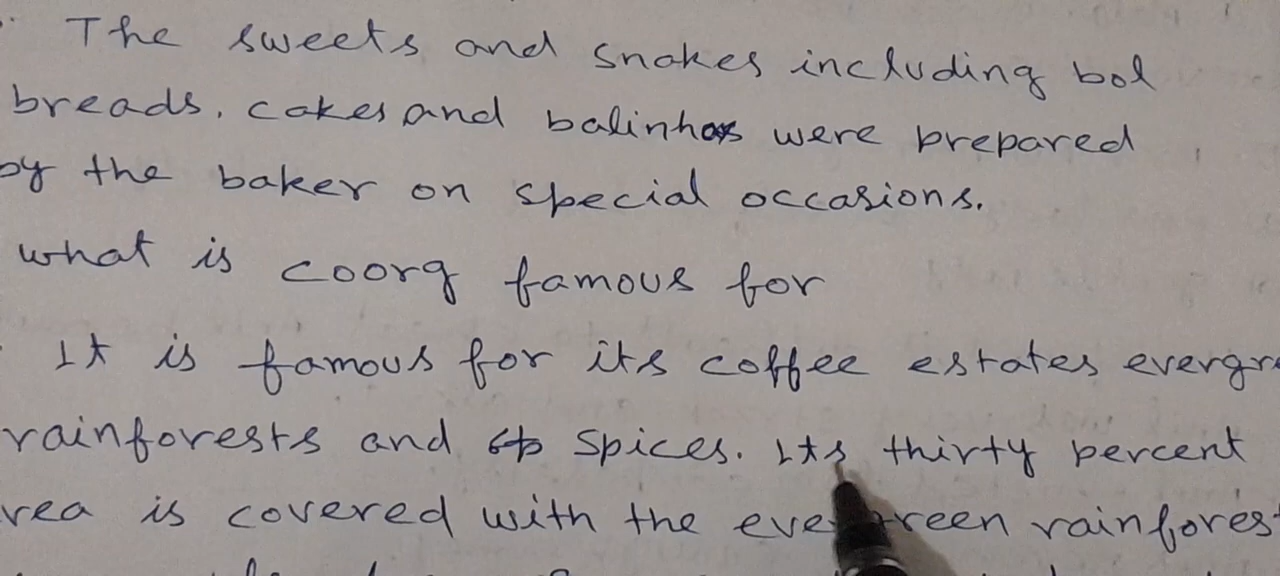 The sweets and snakes including bol
breads, cakes and balinhas were prepared
by the baker on special occasions.
what is coorg famous for
It is famous for its coffee estates evergr
rainforests and spices. Its thirty percent
rea is covered with the evergreen rainfores